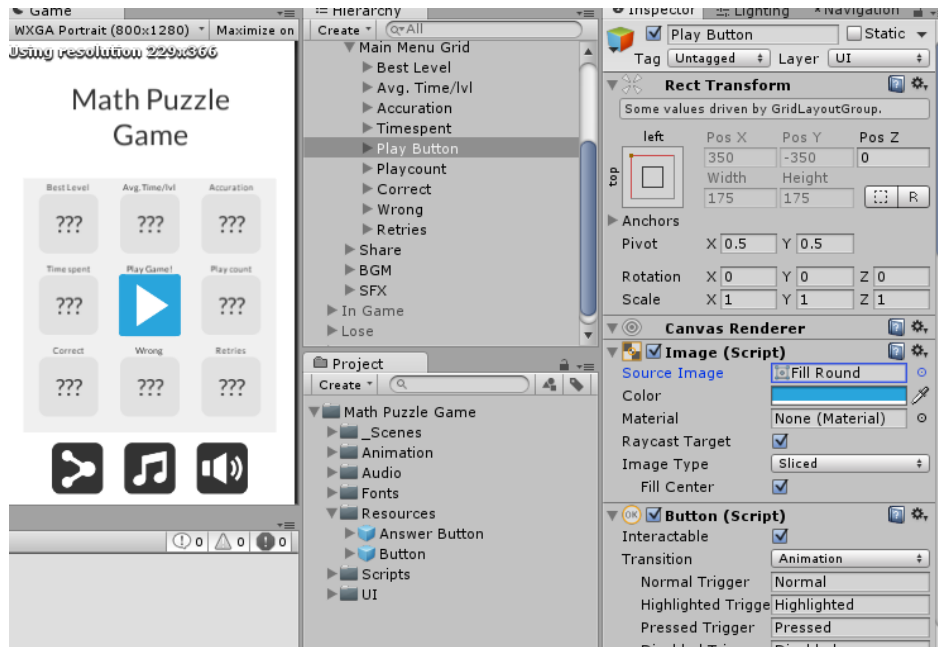 Game
WXGA Portrait (800x1280) Maximize on
Using resolution 229x366
Math Puzzle
Game
Best Level Avg. Time/lvl Accuration
??? ??? ???
Time spent Play Game! Play count
??? ???
Correct Wrong Retries
??? ??? ???
0 0 0
Hierarchy
Create All
Main Menu Grid
Best Level
Avg. Time/lvl
Accuration
Timespent
Play Button
Playcount
Correct
Wrong
Retries
Share
BGM
SFX
In Game
Lose
Project
Create
Math Puzzle Game
_Scenes
Animation
Audio
Fonts
Resources
Answer Button
Button
Scripts
UI
Inspector Lighting Navigation
Play Button Static
Tag Untagged Layer UI
Rect Transform
Some values driven by GridLayoutGroup.
left Pos X Pos Y Pos Z
top 350 -350 0
Width Height
175 175 R
Anchors
Pivot X 0.5 Y 0.5
Rotation X 0 Y 0 Z 0
Scale X 1 Y 1 Z 1
Canvas Renderer
Image (Script)
Source Image Fill Round
Color
Material None (Material)
Raycast Target
Image Type Sliced
Fill Center
OK Button (Script)
Interactable
Transition Animation
Normal Trigger Normal
Highlighted Trigge Highlighted
Pressed Trigger Pressed